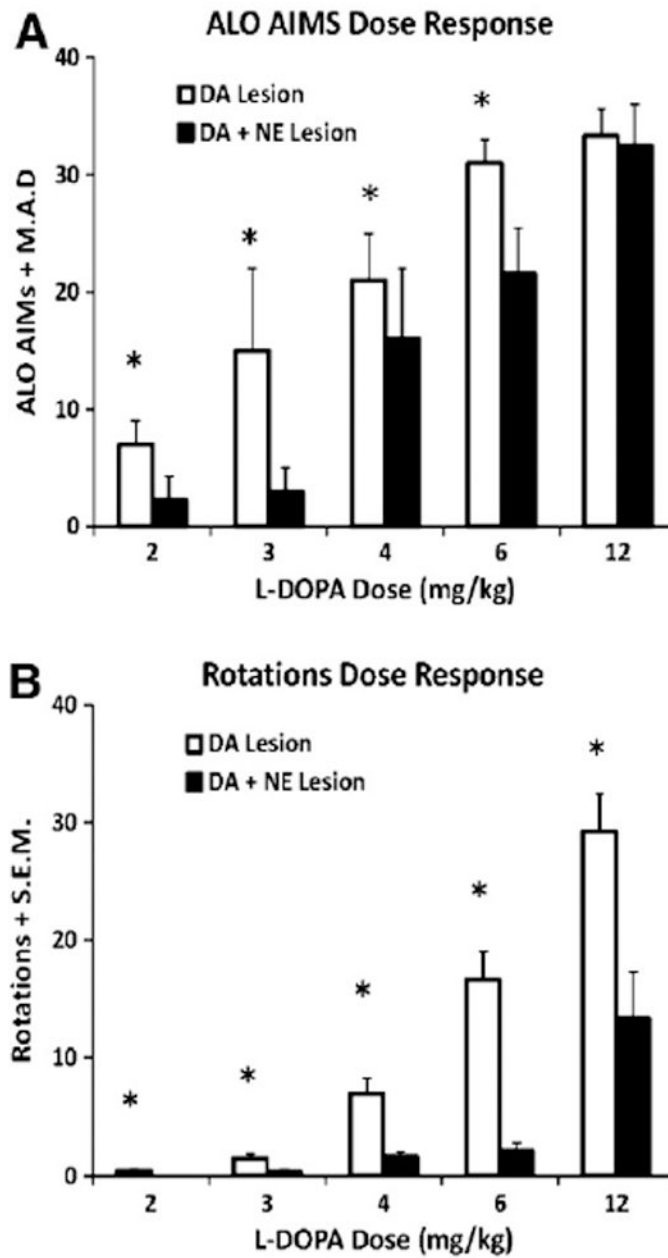 A
ALO AIMS Dose Response
40
30
20
10
0
ALO AIMs + M.A.D
DA Lesion
DA + NE Lesion
*
*
*
*
2 3 4 6 12
L-DOPA Dose (mg/kg)
B
Rotations Dose Response
40
30
20
10
0
Rotations + S.E.M.
DA Lesion
DA + NE Lesion
*
*
*
*
*
2 3 4 6 12
L-DOPA Dose (mg/kg)